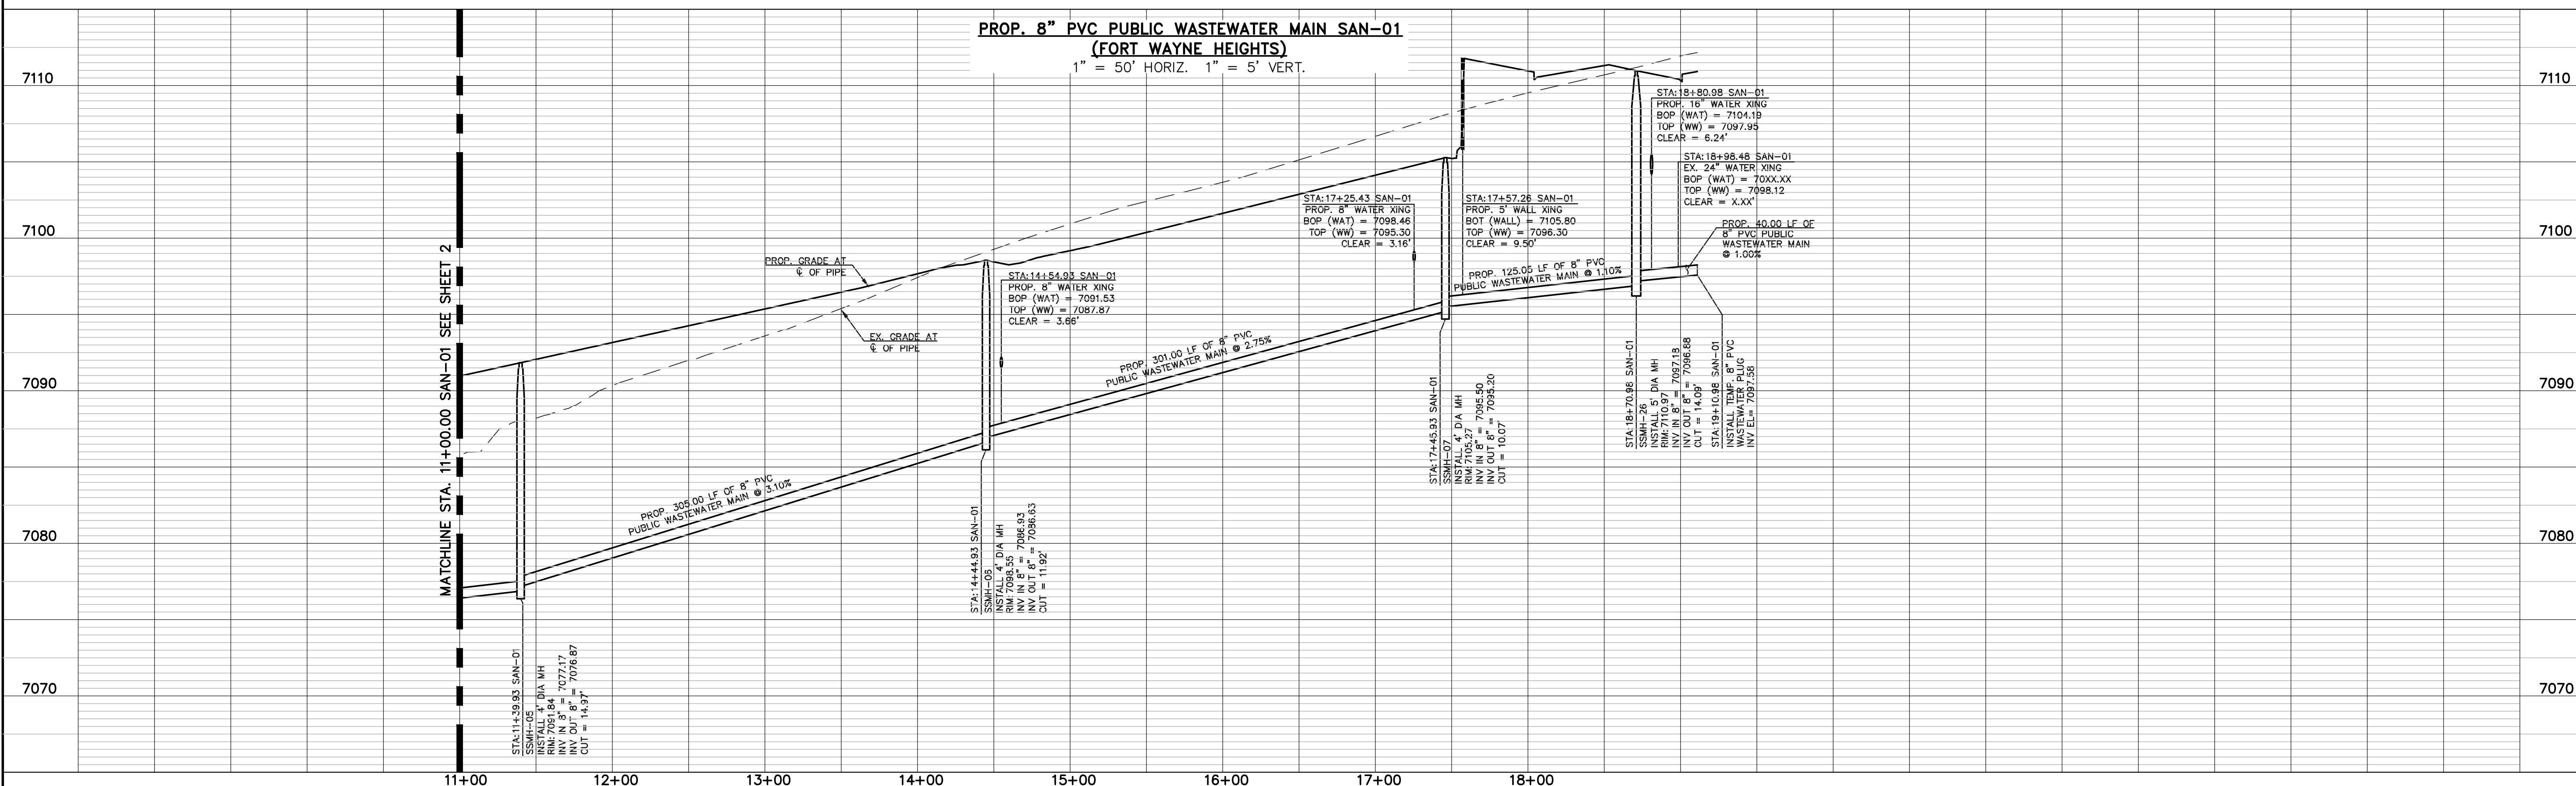 PROP. 8" PVC PUBLIC WASTEWATER MAIN SAN-01
(FORT WAYNE HEIGHTS)
1" = 50' HORIZ. 1" = 5' VERT.
7110
7100
7090
7080
7070
MATCHLINE STA. 11+00.00 SAN-01 SEE SHEET 2
PROP. GRADE AT
℄ OF PIPE
EX. GRADE AT
℄ OF PIPE
STA:11+39.93 SAN-01
SSMH-05
INSTALL 4' DIA MH
RIM:7091.84
INV IN 8" = 7077.17
INV OUT 8" = 7076.87
CUT = 14.97'
PROP. 305.00 LF OF 8" PVC
PUBLIC WASTEWATER MAIN @ 3.10%
STA:14+44.93 SAN-01
SSMH-06
INSTALL 4' DIA MH
RIM:7098.55
INV IN 8" = 7086.93
INV OUT 8" = 7086.63
CUT = 11.92'
STA:14+54.93 SAN-01
PROP. 8" WATER XING
BOP (WAT) = 7091.53
TOP (WW) = 7087.87
CLEAR = 3.66'
PROP. 301.00 LF OF 8" PVC
PUBLIC WASTEWATER MAIN @ 2.75%
STA:17+25.43 SAN-01
PROP. 8" WATER XING
BOP (WAT) = 7098.46
TOP (WW) = 7095.30
CLEAR = 3.16'
STA:17+45.93 SAN-01
SSMH-07
INSTALL 4' DIA MH
RIM:7105.27
INV IN 8" = 7095.50
INV OUT 8" = 7095.20
CUT = 10.07'
STA:17+57.26 SAN-01
PROP. 5' WALL XING
BOT (WALL) = 7105.80
TOP (WW) = 7096.30
CLEAR = 9.50'
PROP. 125.05 LF OF 8" PVC
PUBLIC WASTEWATER MAIN @ 1.10%
STA:18+70.98 SAN-01
SSMH-26
INSTALL 5' DIA MH
RIM:7110.97
INV IN 8" = 7097.18
INV OUT 8" = 7096.88
CUT = 14.09'
STA:18+80.98 SAN-01
PROP. 16" WATER XING
BOP (WAT) = 7104.19
TOP (WW) = 7097.95
CLEAR = 6.24'
STA:18+98.48 SAN-01
EX. 24" WATER XING
BOP (WAT) = 70XX.XX
TOP (WW) = 7098.12
CLEAR = X.XX'
PROP. 40.00 LF OF
8" PVC PUBLIC
WASTEWATER MAIN
@ 1.00%
STA:19+10.98 SAN-01
INSTALL TEMP. 8" PVC
WASTEWATER PLUG
INV EL= 7097.58
7110
7100
7090
7080
7070
11+00
12+00
13+00
14+00
15+00
16+00
17+00
18+00